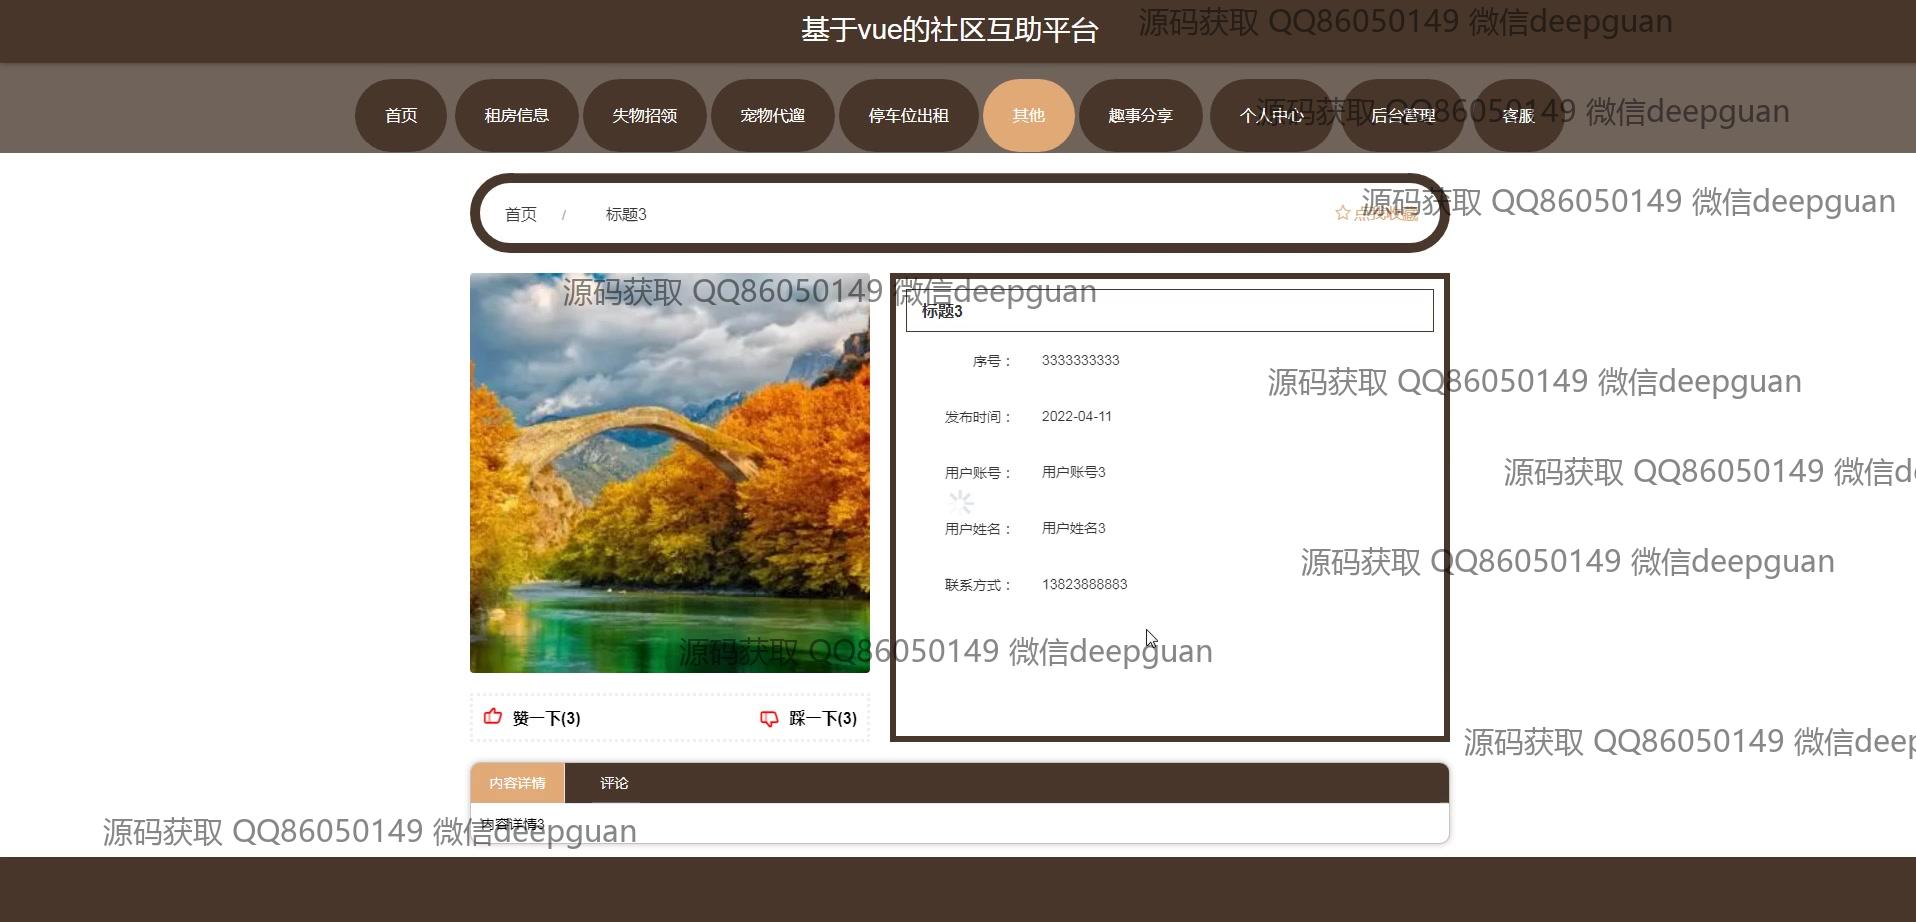 基于vue的社区互助平台
源码获取 QQ86050149 微信deepguan
首页 租房信息 失物招领 宠物代遛 停车位出租 其他 趣事分享 个人中心 后台管理 客服
源码获取 QQ86050149 微信deepguan
首页 / 标题3 点我收藏
源码获取 QQ86050149 微信deepguan
源码获取 QQ86050149 微信deepguan
标题3
序号： 3333333333
源码获取 QQ86050149 微信deepguan
发布时间： 2022-04-11
用户账号： 用户账号3
源码获取 QQ86050149 微信d
用户姓名： 用户姓名3
源码获取 QQ86050149 微信deepguan
联系方式： 13823888883
源码获取 QQ86050149 微信deepguan
赞一下(3) 踩一下(3)
源码获取 QQ86050149 微信deep
内容详情 评论
内容详情3
源码获取 QQ86050149 微信deepguan